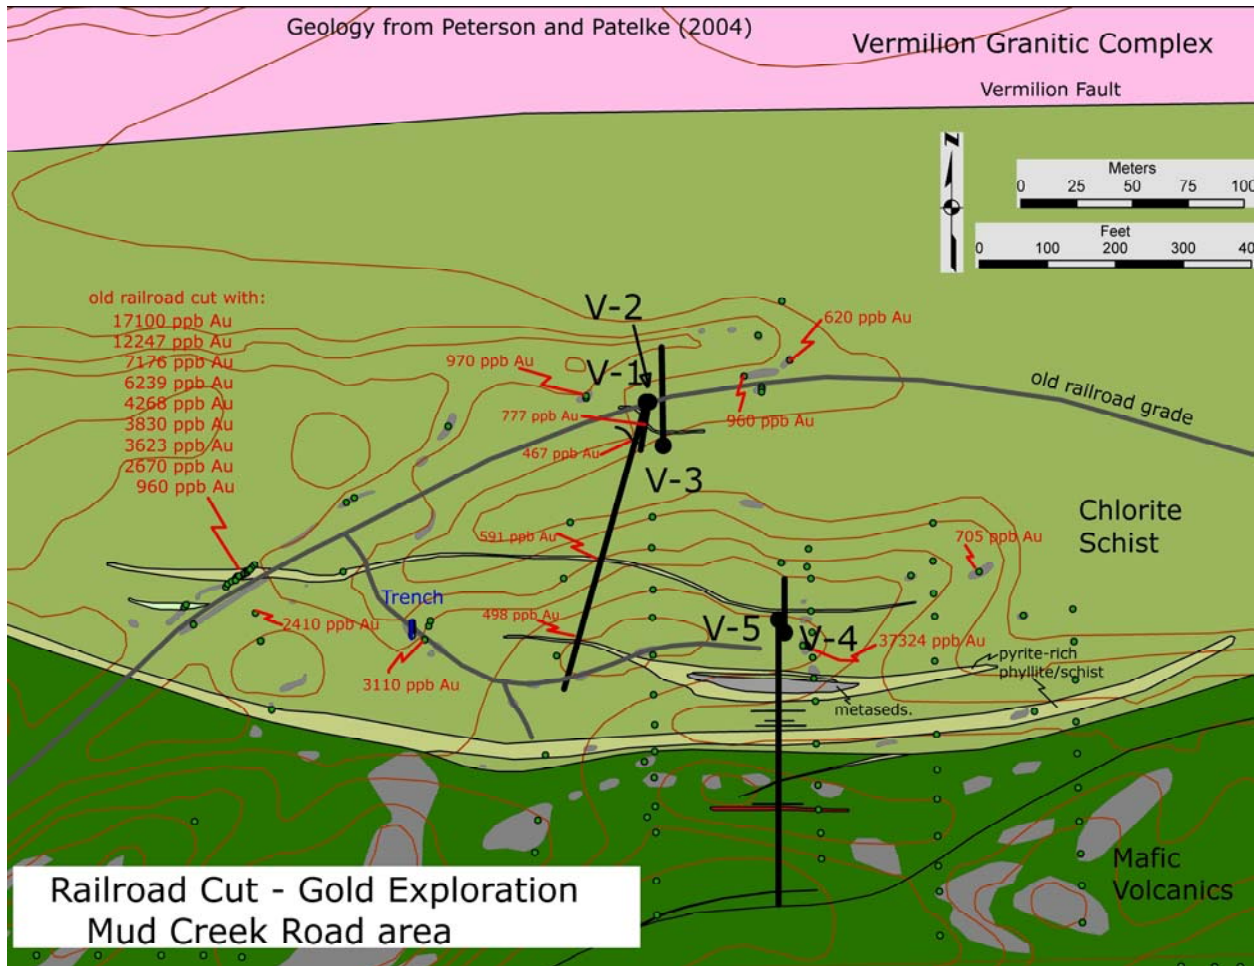 Geology from Peterson and Patelke (2004)
Vermilion Granitic Complex
Vermilion Fault
N
Meters
0 25 50 75 100
Feet
0 100 200 300 40
old railroad cut with:
17100 ppb Au
12247 ppb Au
7176 ppb Au
6239 ppb Au
4268 ppb Au
3830 ppb Au
3623 ppb Au
2670 ppb Au
960 ppb Au
V-2
620 ppb Au
970 ppb Au
V-1
old railroad grade
777 ppb Au
960 ppb Au
467 ppb Au
V-3
Chlorite
Schist
591 ppb Au
705 ppb Au
Trench
2410 ppb Au
498 ppb Au
V-5
V-4
37324 ppb Au
3110 ppb Au
pyrite-rich
phyllite/schist
metaseds.
Mafic
Volcanics
Railroad Cut - Gold Exploration
Mud Creek Road area